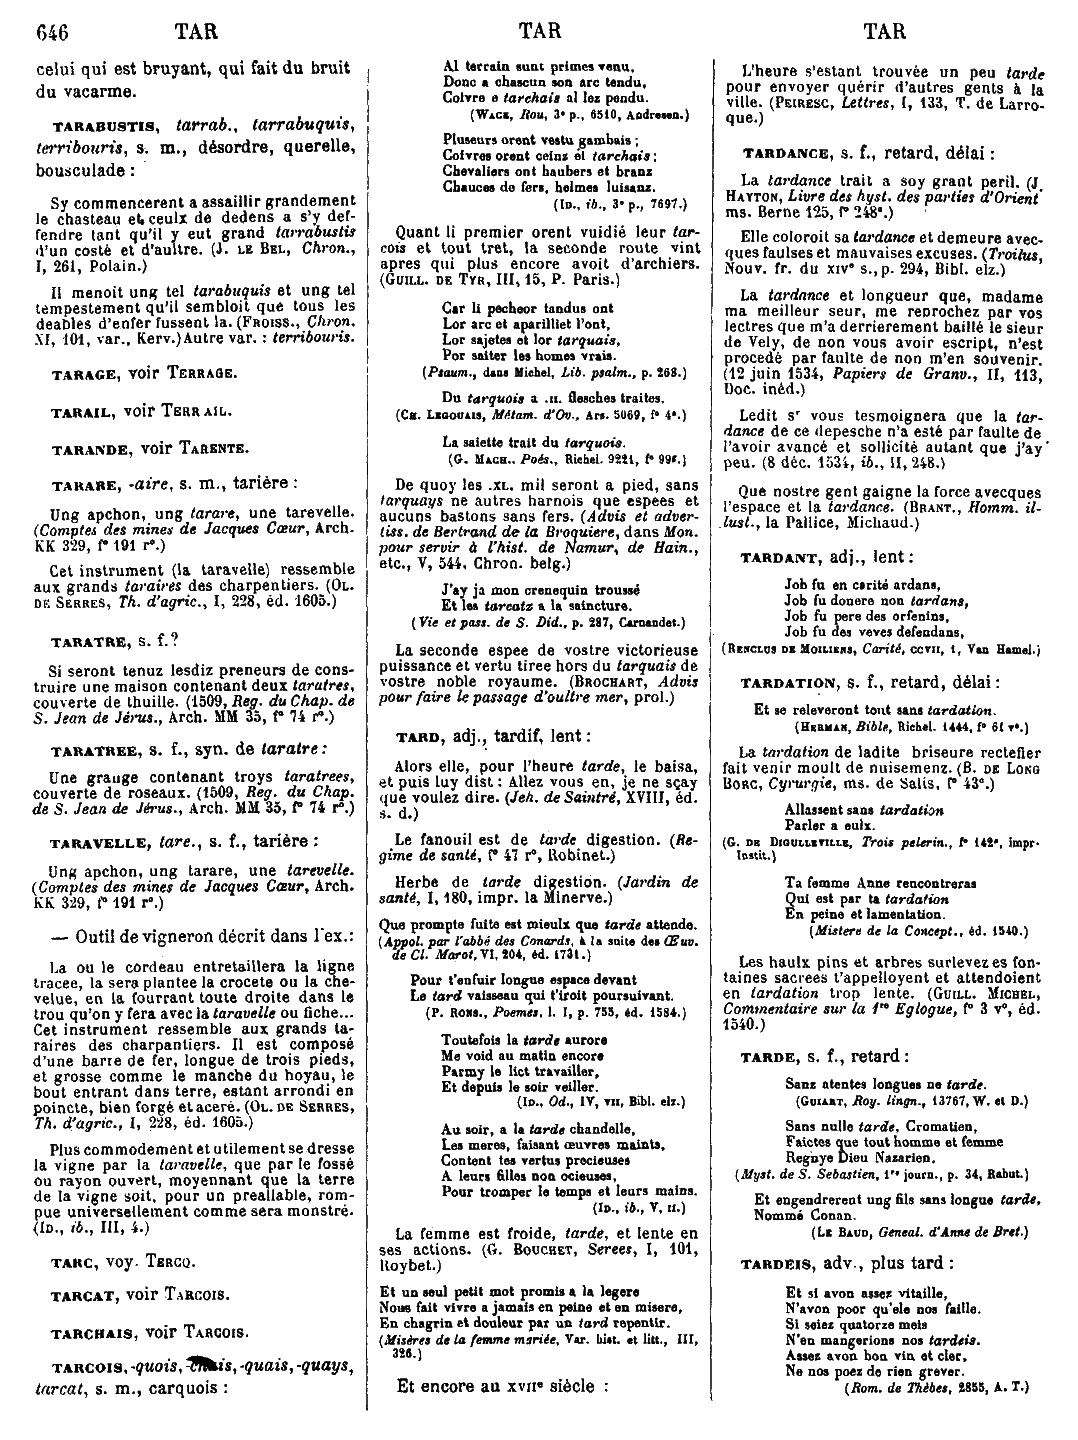 646 TAR TAR TAR
celui qui est bruyant, qui fait du bruit
du vacarme.
TARABUSTIS, tarrab., tarrabuquis,
terribouris, s. m., désordre, querelle,
bousculade :
Sy commencerent a assaillir grandement
le chasteau et ceulx de dedens a s'y def-
fendre tant qu'il y eut grand tarrabustis
d'un costé et d'aultre. (J. LE BEL, Chron.,
I, 261, Polain.)
Il menoit ung tel tarabuquis et ung tel
tempestement qu'il sembloit que tous les
deables d'enfer fussent la. (FROISS., Chron.
XI, 101, var., Kerv.) Autre var. : terribouris.
TARAGE, voir TERRAGE.
TARAIL, voir TERRAIL.
TARANDE, voir TARENTE.
TARARE, -aire, s. m., tarière :
Ung apchon, ung tarare, une tarevelle.
(Comptes des mines de Jacques Cœur, Arch.
KK 329, f° 191 r°.)
Cet instrument (la taravelle) ressemble
aux grands taraires des charpentiers. (OL.
DE SERRES, Th. d'agric., I, 228, éd. 1605.)
TARATRE, s. f.?
Si seront tenuz lesdiz preneurs de cons-
truire une maison contenant deux taratres,
couverte de thuille. (1509, Reg. du Chap. de
S. Jean de Jérus., Arch. MM 35, f° 74 r°.)
TARATREE, s. f., syn. de taratre :
Une grauge contenant troys taratrees,
couverte de roseaux. (1509, Reg. du Chap.
de S. Jean de Jérus., Arch. MM 35, f° 74 r°.)
TARAVELLE, tare., s. f., tarière :
Ung apchon, ung tarare, une tarevelle.
(Comptes des mines de Jacques Cœur, Arch.
KK 329, f° 191 r°.)
— Outil de vigneron décrit dans l'ex.:
La ou le cordeau entretaillera la ligne
tracee, la sera plantee la crocete ou la che-
velue, en la fourrant toute droite dans le
trou qu'on y fera avec la taravelle ou fiche...
Cet instrument ressemble aux grands ta-
raires des charpantiers. Il est composé
d'une barre de fer, longue de trois pieds,
et grosse comme le manche du hoyau, le
bout entrant dans terre, estant arrondi en
poincte, bien forgé et aceré. (OL. DE SERRES,
Th. d'agric., I, 228, éd. 1605.)
Plus commodement et utilement se dresse
la vigne par la taravelle, que par le fossé
ou rayon ouvert, moyennant que la terre
de la vigne soit, pour un preallable, rom-
pue universellement comme sera monstré.
(ID., ib., III, 4.)
TARC, voy. TERCQ.
TARCAT, voir TARCOIS.
TARCHAIS, voir TARCOIS.
TARCOIS, -quois, is, -quais, -quays,
tarcat, s. m., carquois :
Al terrain sunt primes venu,
Donc a chascun son arc tendu,
Coivre e tarchais al lez pendu.
(WACE, Rou, 3e p., 6510, Andresen.)
Pluseurs orent vestu gambais ;
Coivres orent ceinz et tarchais ;
Chevaliers ont haubers et branz
Chauces de fers, helmes luisanz.
(ID., ib., 3e p., 7697.)
Quant li premier orent vuidié leur tar-
cois et tout tret, la seconde route vint
apres qui plus encore avoit d'archiers.
(GUILL. DE TYR, III, 15, P. Paris.)
Car li pecheor tandus ont
Lor arc et aparilliet l'ont,
Lor sajetes et lor tarquais,
Por saiter les homes vrais.
(Psaum., dans Michel, Lib. psalm., p. 268.)
Du tarquois a .II. flesches traites.
(CH. LEGOUAIS, Métam. d'Ov., Ars. 5069, f° 4a.)
La saiette trait du tarquois.
(G. MACH., Poés., Richel. 9221, f° 99f.)
De quoy les .XL. mil seront a pied, sans
tarquays ne autres harnois que espees et
aucuns bastons sans fers. (Advis et adver-
tiss. de Bertrand de la Broquiere, dans Mon.
pour servir à l'hist. de Namur, de Hain.,
etc., V, 544, Chron. belg.)
J'ay ja mon crenequin troussé
Et les tarcatz a la saincture.
(Vie et pass. de S. Did., p. 287, Carnandet.)
La seconde espee de vostre victorieuse
puissance et vertu tiree hors du tarquais de
vostre noble royaume. (BROCHART, Advis
pour faire le passage d'oultre mer, prol.)
TARD, adj., tardif, lent :
Alors elle, pour l'heure tarde, le baisa,
et puis luy dist : Allez vous en, je ne sçay
que voulez dire. (Jeh. de Saintré, XVIII, éd.
s. d.)
Le fanouil est de tarde digestion. (Re-
gime de santé, f° 47 r°, Robinet.)
Herbe de tarde digestion. (Jardin de
santé, I, 180, impr. la Minerve.)
Que prompte fuite est mieulx que tarde attende.
(Appol. par l'abbé des Conards, à la suite des Œuv.
de Cl. Marot, VI, 204, éd. 1731.)
Pour t'enfuir longue espace devant
Le tard vaisseau qui t'iroit poursuivant.
(P. RONS., Poemes, l. I, p. 755, éd. 1584.)
Toutefois la tarde aurore
Me void au matin encore
Parmy le lict travailler,
Et depuis le soir veiller.
(ID., Od., IV, VII, Bibl. elz.)
Au soir, a la tarde chandelle,
Les meres, faisant œuvres maints,
Content tes vertus precieuses
A leurs filles non ocieuses,
Pour tromper le temps et leurs mains.
(ID., ib., V, II.)
La femme est froide, tarde, et lente en
ses actions. (G. BOUCHET, Serees, I, 101,
Roybet.)
Et un seul petit mot promis a la legere
Nous fait vivre a jamais en peine et en misere,
En chagrin et douleur par un tard repentir.
(Misères de la femme mariée, Var. hist. et litt., III,
326.)
Et encore au XVIIe siècle :
L'heure s'estant trouvée un peu tarde
pour envoyer quérir d'autres gents à la
ville. (PEIRESC, Lettres, I, 133, T. de Larro-
que.)
TARDANCE, s. f., retard, délai :
La tardance trait a soy grant peril. (J.
HAYTON, Livre des hyst. des parties d'Orient
ms. Berne 125, f° 248a.)
Elle coloroit sa tardance et demeure avec-
ques faulses et mauvaises excuses. (Troilus,
Nouv. fr. du XIVe s., p. 294, Bibl. elz.)
La tardance et longueur que, madame
ma meilleur seur, me reprochez par vos
lectres que m'a derrierement baillé le sieur
de Vely, de non vous avoir escript, n'est
procedé par faulte de non m'en souvenir.
(12 juin 1534, Papiers de Granv., II, 113,
Doc. inéd.)
Ledit sr vous tesmoignera que la tar-
dance de ce depesche n'a esté par faulte de
l'avoir avancé et sollicité autant que j'ay
peu. (8 déc. 1534, ib., II, 248.)
Que nostre gent gaigne la force avecques
l'espace et la tardance. (BRANT., Homm. il-
lust., la Pallice, Michaud.)
TARDANT, adj., lent :
Job fu en carité ardans,
Job fu donere non tardans,
Job fu pere des orfenins,
Job fu des veves defendans,
(RENCLUS DE MOILIENS, Carité, CCVII, 1, Van Hamel.)
TARDATION, s. f., retard, délai :
Et se releveront tout sans tardation.
(HERMAN, Bible, Richel. 1444, f° 61 v°.)
La tardation de ladite briseure rectefier
fait venir moult de nuisemenz. (B. DE LONG
BORC, Cyrurgie, ms. de Salis, f° 43c.)
Allassent sans tardation
Parler a eulx.
(G. DE DIGULLEVILLE, Trois pelerin., f° 142a, impr.
Instit.)
Ta femme Anne rencontreras
Qui est par ta tardation
En peine et lamentation.
(Mistere de la Concept., éd. 1540.)
Les haulx pins et arbres surlevez es fon-
taines sacrees t'appelloyent et attendoient
en tardation trop lente. (GUILL. MICHEL,
Commentaire sur la 1re Eglogue, f° 3 v°, éd.
1540.)
TARDE, s. f., retard :
Sanz atentes longues ne tarde.
(GUIART, Roy. lingn., 13767, W. et D.)
Sans nulle tarde, Cromatien,
Faictes que tout homme et femme
Regnye Dieu Nazarien.
(Myst. de S. Sebastien, 1re journ., p. 34, Rabut.)
Et engendrerent ung fils sans longue tarde,
Nommé Conan.
(LE BAUD, Geneal. d'Anne de Bret.)
TARDEIS, adv., plus tard :
Et si avon assez vitaille,
N'avon poor qu'ele nos faille.
Si seiez quatorze meis
N'en mangerions nos tardeis.
Assez avon bon vin et cler,
Ne nos poez de rien grever.
(Rom. de Thèbes, 2855, A. T.)